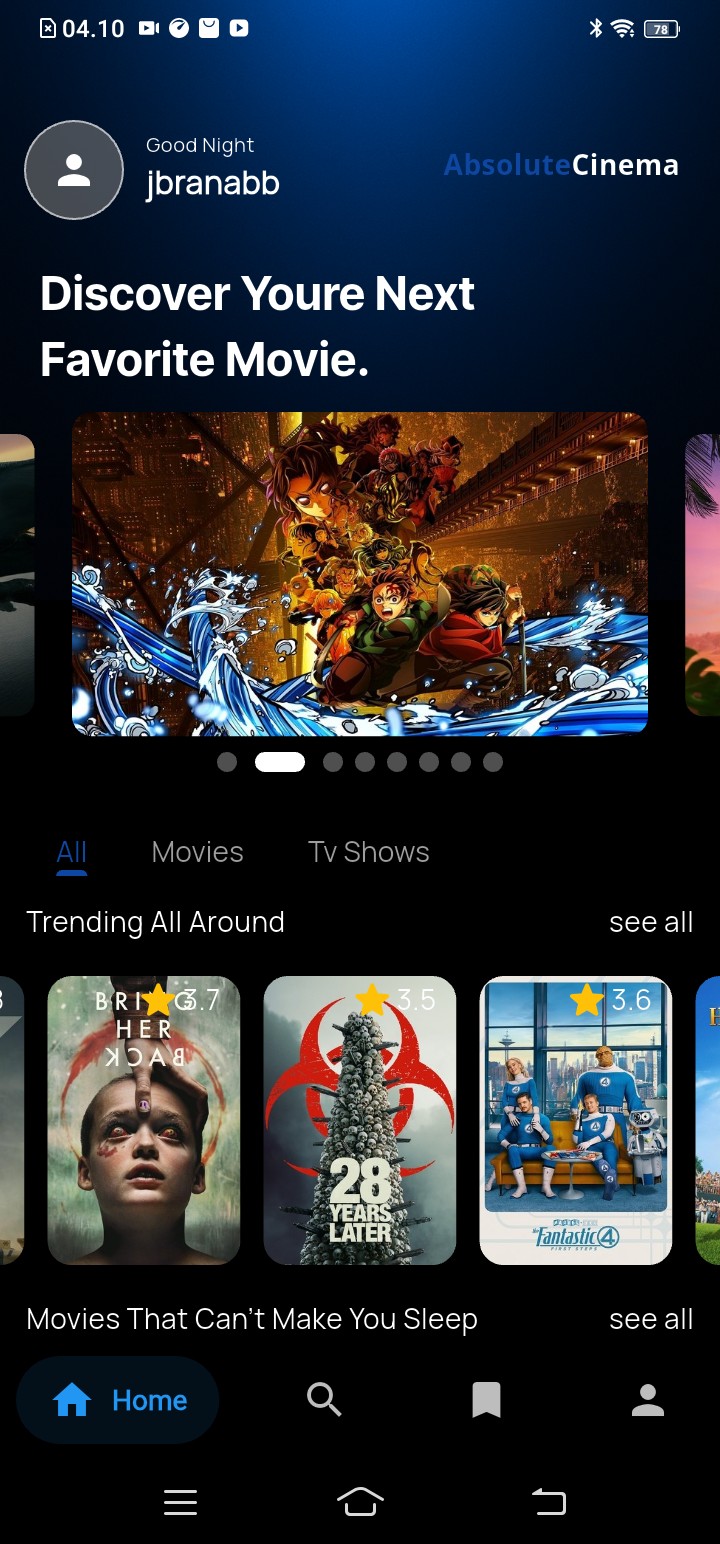 04.10
78
Good Night
jbranabb
AbsoluteCinema
Discover Youre Next
Favorite Movie.
All
Movies
Tv Shows
Trending All Around
see all
3.7
3.5
3.6
HER
BACK
28
YEARS
LATER
Fantastic 4
FIRST STEPS
Movies That Can't Make You Sleep
see all
Home